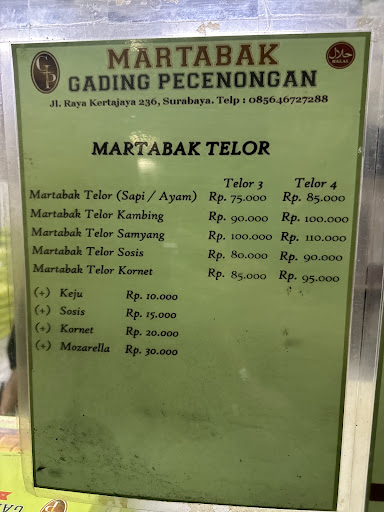 GP
MARTABAK
GADING PECENONGAN
Jl. Raya Kertajaya 236, Surabaya. Telp : 085646727288
حلال
HALAL
MARTABAK TELOR
Telor 3 Telor 4
Martabak Telor (Sapi / Ayam) Rp. 75.000 Rp. 85.000
Martabak Telor Kambing Rp. 90.000 Rp. 100.000
Martabak Telor Samyang Rp. 100.000 Rp. 110.000
Martabak Telor Sosis Rp. 80.000 Rp. 90.000
Martabak Telor Kornet Rp. 85.000 Rp. 95.000
(+) Keju Rp. 10.000
(+) Sosis Rp. 15.000
(+) Kornet Rp. 20.000
(+) Mozarella Rp. 30.000